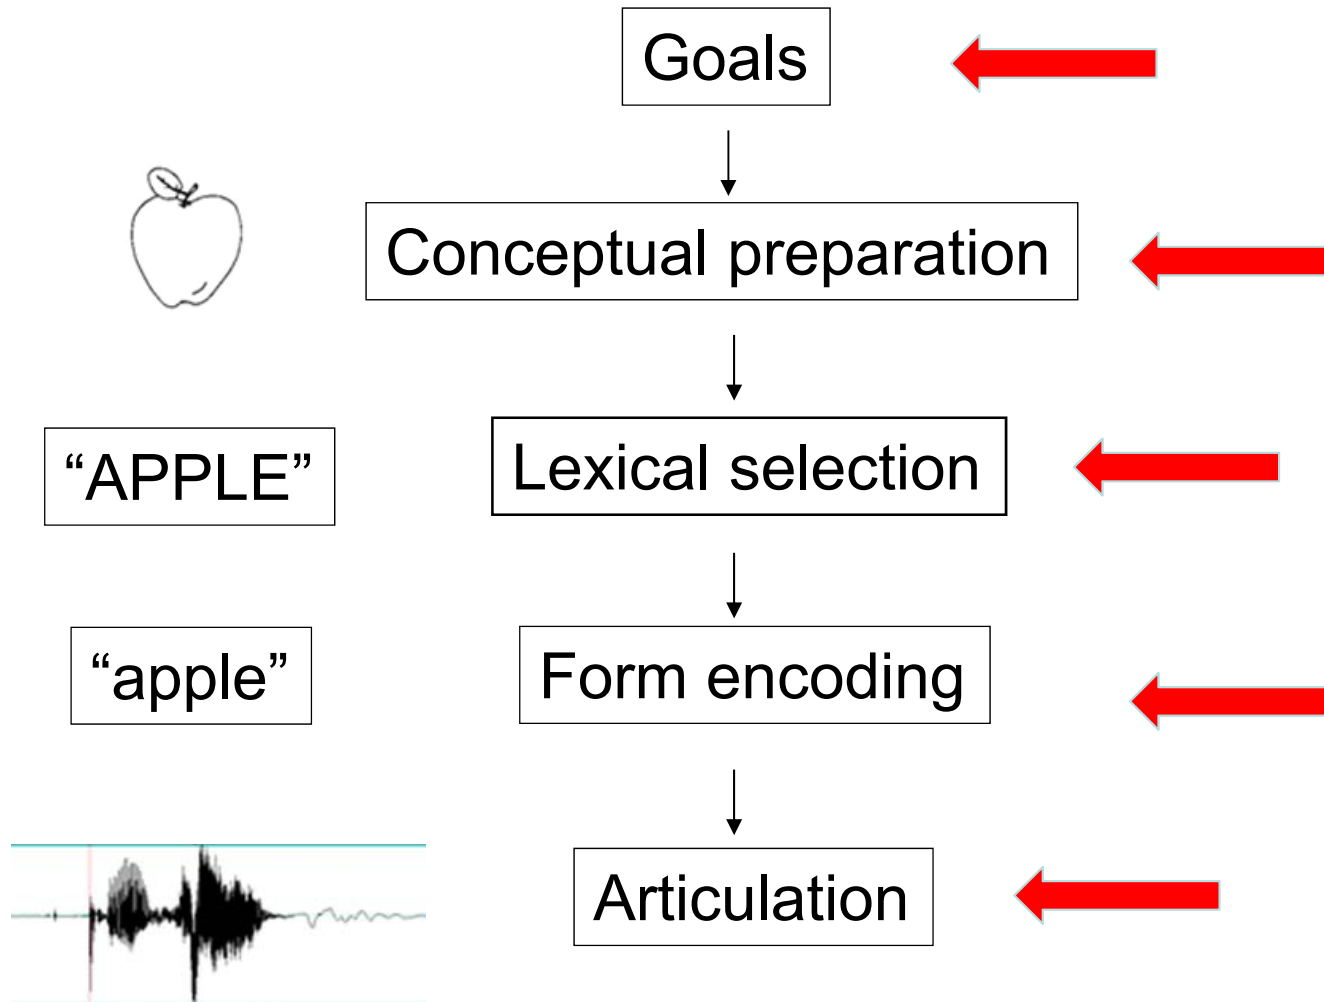 Goals
Conceptual preparation
“APPLE”
Lexical selection
“apple”
Form encoding
Articulation